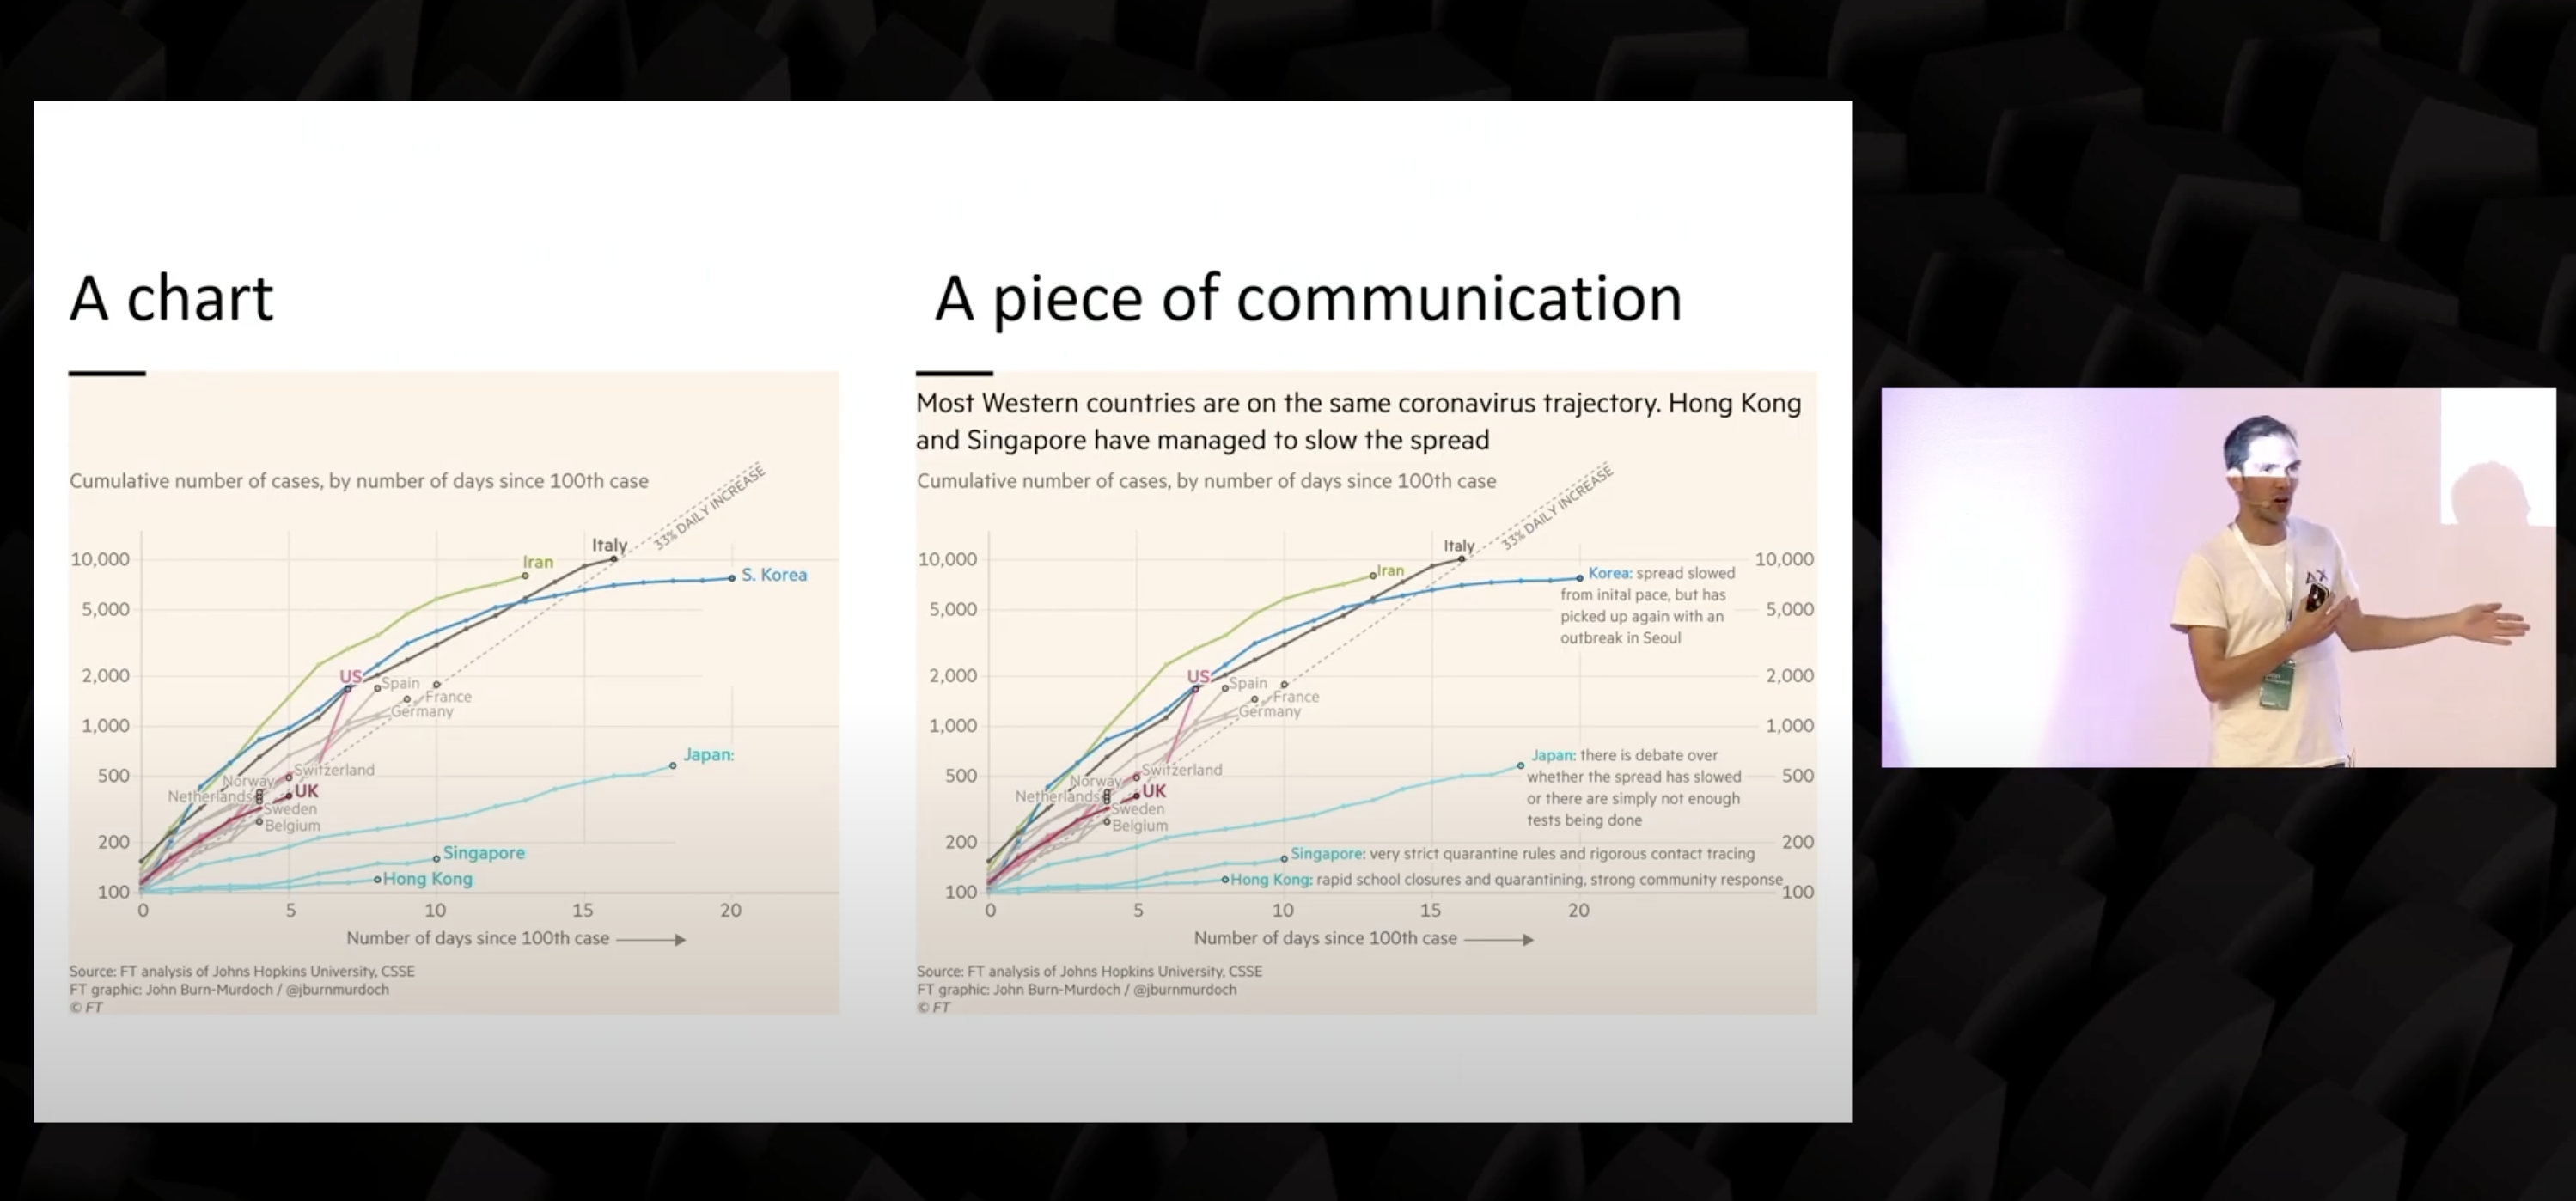 A chart
A piece of communication
Cumulative number of cases, by number of days since 100th case
33% DAILY INCREASE
10,000
5,000
2,000
1,000
500
200
100
Italy
Iran
S. Korea
US
Spain
France
Germany
Japan:
Switzerland
Norway
Netherlands
UK
Sweden
Belgium
Singapore
Hong Kong
0 5 10 15 20
Number of days since 100th case
Source: FT analysis of Johns Hopkins University, CSSE
FT graphic: John Burn-Murdoch / @jburnmurdoch
© FT
Most Western countries are on the same coronavirus trajectory. Hong Kong
and Singapore have managed to slow the spread
Cumulative number of cases, by number of days since 100th case
33% DAILY INCREASE
10,000
5,000
2,000
1,000
500
200
100
Italy
Iran
Korea: spread slowed
from inital pace, but has
picked up again with an
outbreak in Seoul
US
Spain
France
Germany
Japan: there is debate over
whether the spread has slowed
or there are simply not enough
tests being done
Switzerland
Norway
Netherlands
UK
Sweden
Belgium
Singapore: very strict quarantine rules and rigorous contact tracing
Hong Kong: rapid school closures and quarantining, strong community response
10,000
5,000
2,000
1,000
500
200
100
0 5 10 15 20
Number of days since 100th case
Source: FT analysis of Johns Hopkins University, CSSE
FT graphic: John Burn-Murdoch / @jburnmurdoch
© FT